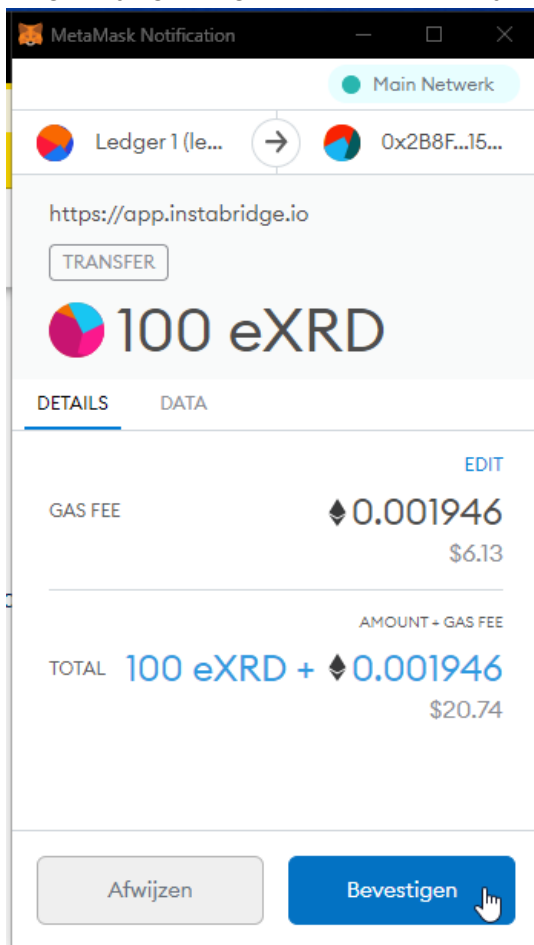 MetaMask Notification
Main Netwerk
Ledger 1 (le...
0x2B8F...15...
https://app.instabridge.io
TRANSFER
100 eXRD
DETAILS DATA
EDIT
GAS FEE 0.001946
$6.13
AMOUNT + GAS FEE
TOTAL 100 eXRD + 0.001946
$20.74
Afwijzen Bevestigen